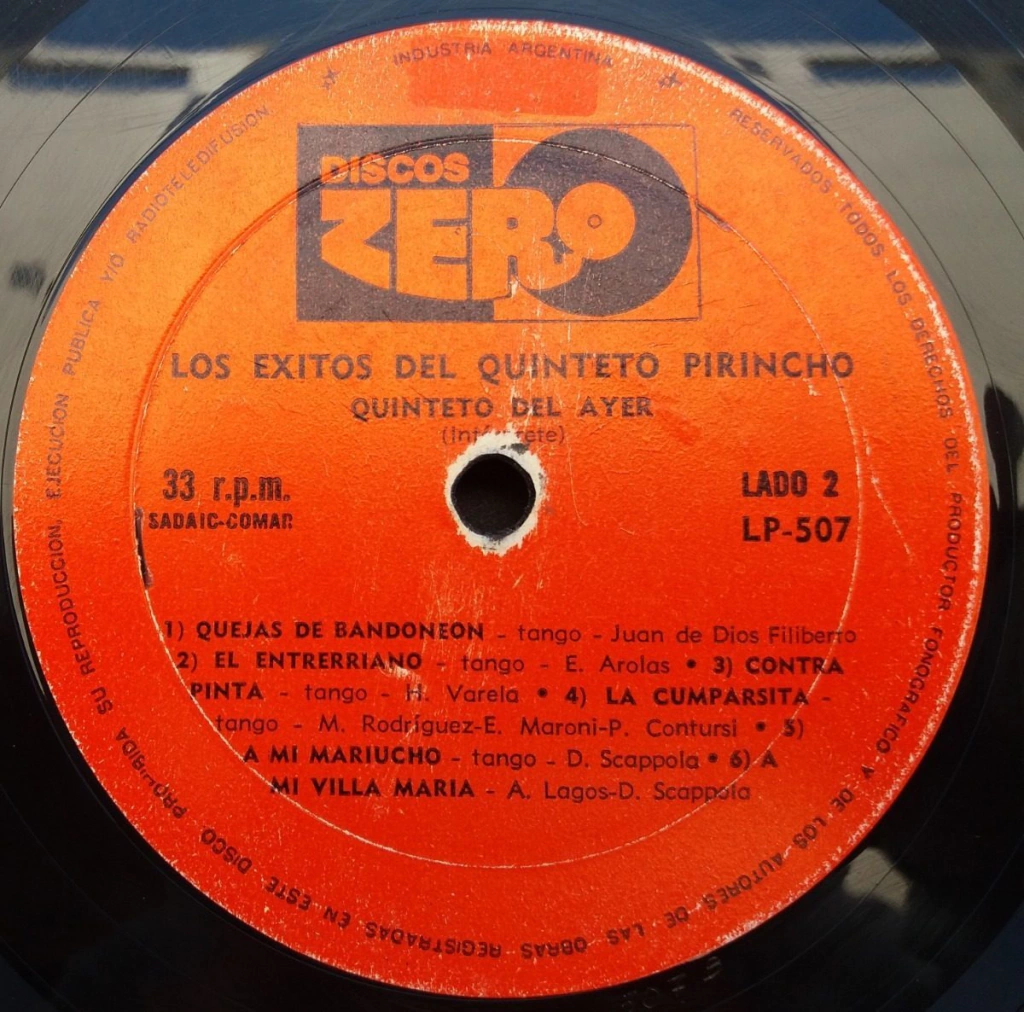 INDUSTRIA ARGENTINA
RESERVADOS TODOS LOS DERECHOS DEL PRODUCTOR FONOGRAFICO Y DE LOS AUTORES DE LAS OBRAS REGISTRADAS EN ESTE DISCO PROHIBIDA SU REPRODUCCION, EJECUCION PUBLICA Y/O RADIOTELEDIFUSION
DISCOS
ZERO
LOS EXITOS DEL QUINTETO PIRINCHO
QUINTETO DEL AYER
(Intérprete)
33 r.p.m.
SADAIC-COMAR
LADO 2
LP-507
1) QUEJAS DE BANDONEON - tango - Juan de Dios Filiberto
2) EL ENTRERRIANO - tango - E. Arolas • 3) CONTRA
PINTA - tango - H. Varela • 4) LA CUMPARSITA -
tango - M. Rodríguez-E. Maroni-P. Contursi • 5)
A MI MARIUCHO - tango - D. Scappola • 6) A
MI VILLA MARIA - A. Lagos-D. Scappola